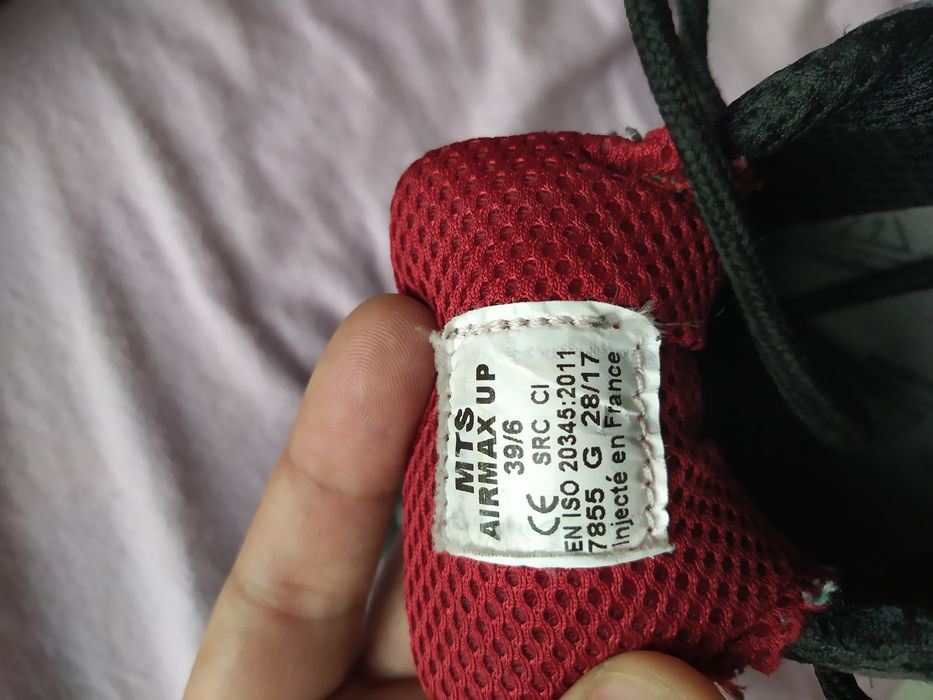 MTS
AIRMAX UP
39/6
CE SRC CI
EN ISO 20345:2011
7855 G 28/17
Injecté en France